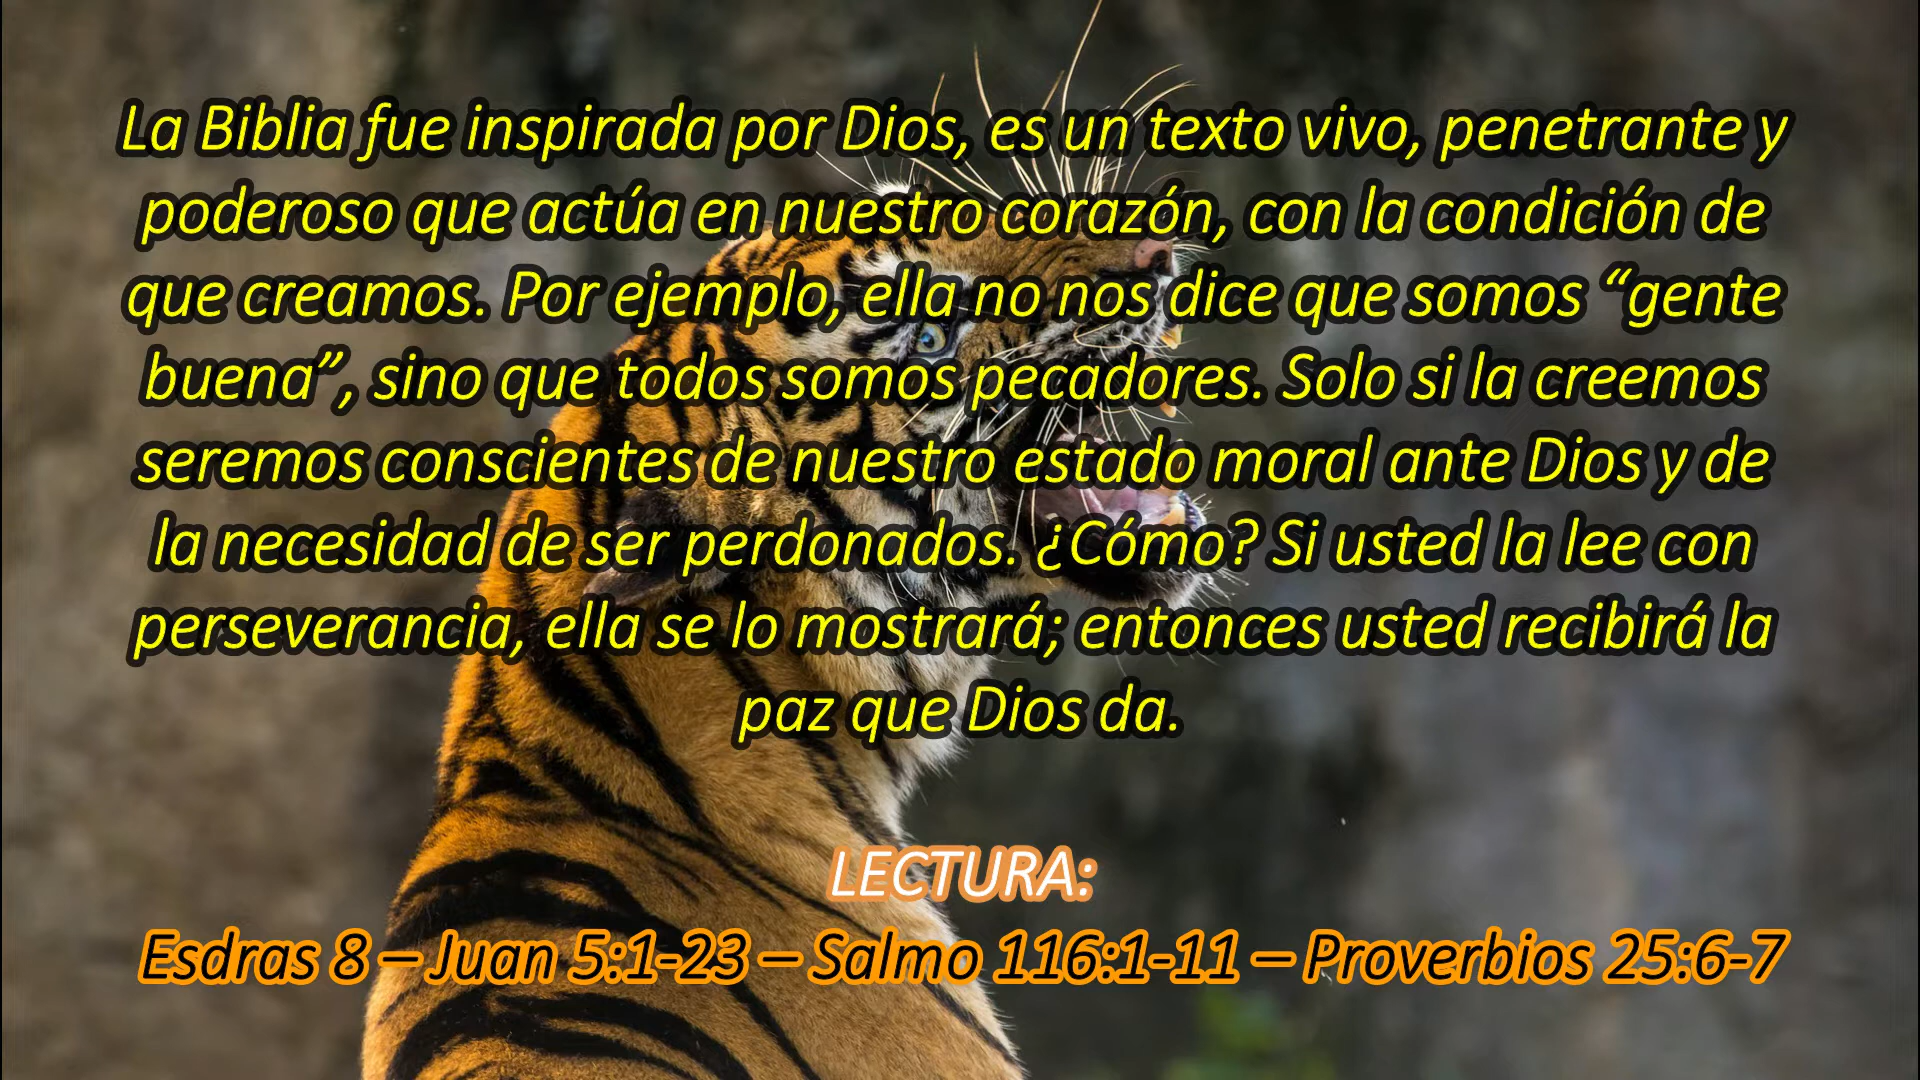 La Biblia fue inspirada por Dios, es un texto vivo, penetrante y
poderoso que actúa en nuestro corazón, con la condición de
que creamos. Por ejemplo, ella no nos dice que somos “gente
buena”, sino que todos somos pecadores. Solo si la creemos
seremos conscientes de nuestro estado moral ante Dios y de
la necesidad de ser perdonados. ¿Cómo? Si usted la lee con
perseverancia, ella se lo mostrará; entonces usted recibirá la
paz que Dios da.
LECTURA:
Esdras 8 – Juan 5:1-23 – Salmo 116:1-11 – Proverbios 25:6-7